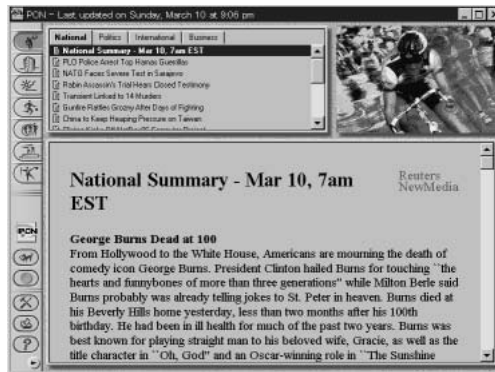 PCN - Last updated on Sunday, March 10 at 9:06 pm
National Politics International Business
National Summary - Mar 10, 7am EST
PLO Police Arrest Top Hamas Guerrillas
NATO Faces Severe Test in Sarajevo
Rabin Assassin's Trial Hears Closed Testimony
Transient Linked to 14 Murders
Gunfire Rattles Grozny After Days of Fighting
China to Keep Heaping Pressure on Taiwan
National Summary - Mar 10, 7am
EST
Reuters
NewMedia
George Burns Dead at 100
From Hollywood to the White House, Americans are mourning the death of
comedy icon George Burns. President Clinton hailed Burns for touching ``the
hearts and funnybones of more than three generations'' while Milton Berle said
Burns probably was already telling jokes to St. Peter in heaven. Burns died at
his Beverly Hills home yesterday, less than two months after his 100th
birthday. He had been in ill health for much of the past two years. Burns was
best known for playing straight man to his beloved wife, Gracie, as well as the
title character in ``Oh, God'' and an Oscar-winning role in ``The Sunshine
PCN